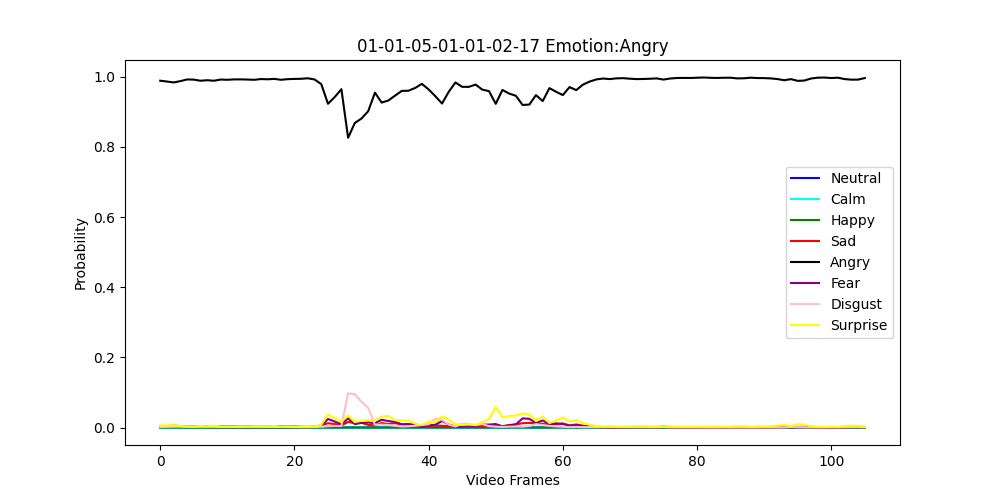 01-01-05-01-01-02-17 Emotion:Angry
Probability
1.0
0.8
0.6
0.4
0.2
0.0
Neutral
Calm
Happy
Sad
Angry
Fear
Disgust
Surprise
0 20 40 60 80 100
Video Frames